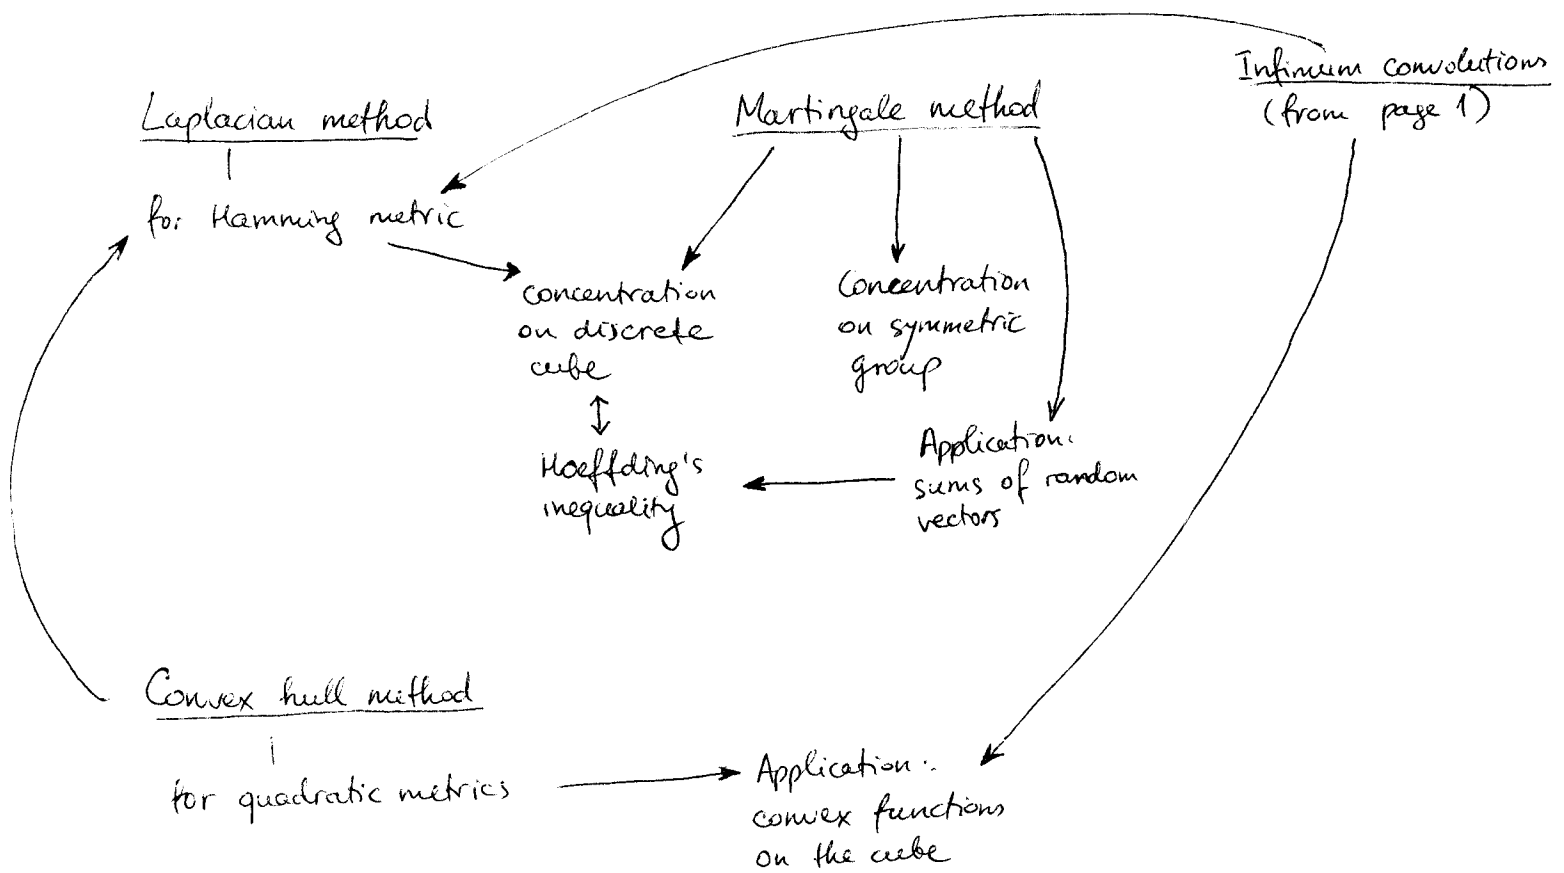 Infimum convolutions
(from page 1)
Laplacian method
Martingale method
for Hamming metric
concentration
on discrete
cube
Concentration
on symmetric
group
Hoeffding's
inequality
Application:
sums of random
vectors
Convex hull method
for quadratic metrics
Application:
convex functions
on the cube